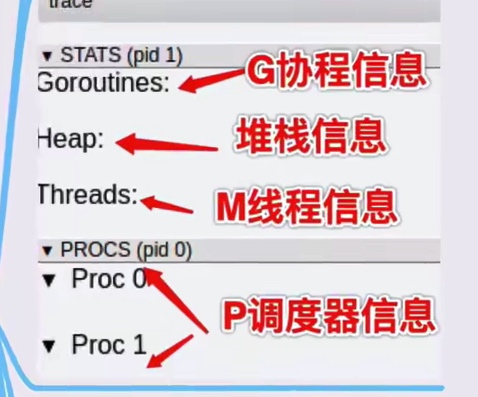 trace
▼ STATS (pid 1)
Goroutines:
G协程信息
Heap:
堆栈信息
Threads:
M线程信息
▼ PROCS (pid 0)
▼ Proc 0
P调度器信息
▼ Proc 1